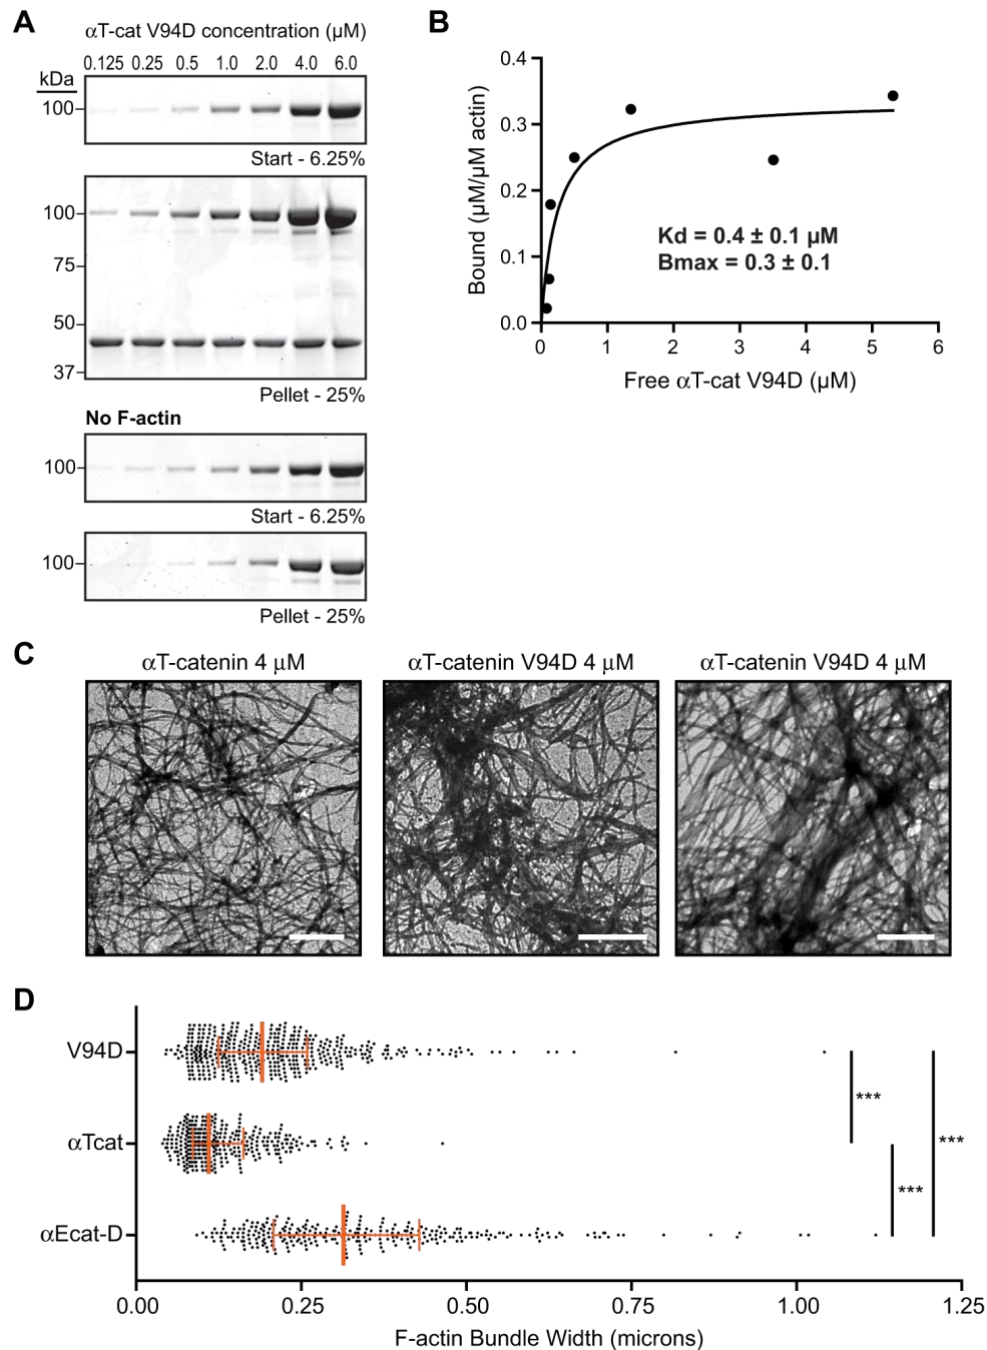 A
αT-cat V94D concentration (µM)
kDa
0.125 0.25 0.5 1.0 2.0 4.0 6.0
100
Start - 6.25%
100
75
50
37
Pellet - 25%
No F-actin
100
Start - 6.25%
100
Pellet - 25%
B
0.4
0.3
0.2
0.1
0.0
Bound (µM/µM actin)
Kd = 0.4 ± 0.1 µM
Bmax = 0.3 ± 0.1
0 1 2 3 4 5 6
Free αT-cat V94D (µM)
C
αT-catenin 4 µM
αT-catenin V94D 4 µM
αT-catenin V94D 4 µM
D
V94D
αTcat
αEcat-D
***
***
***
0.00 0.25 0.50 0.75 1.00 1.25
F-actin Bundle Width (microns)